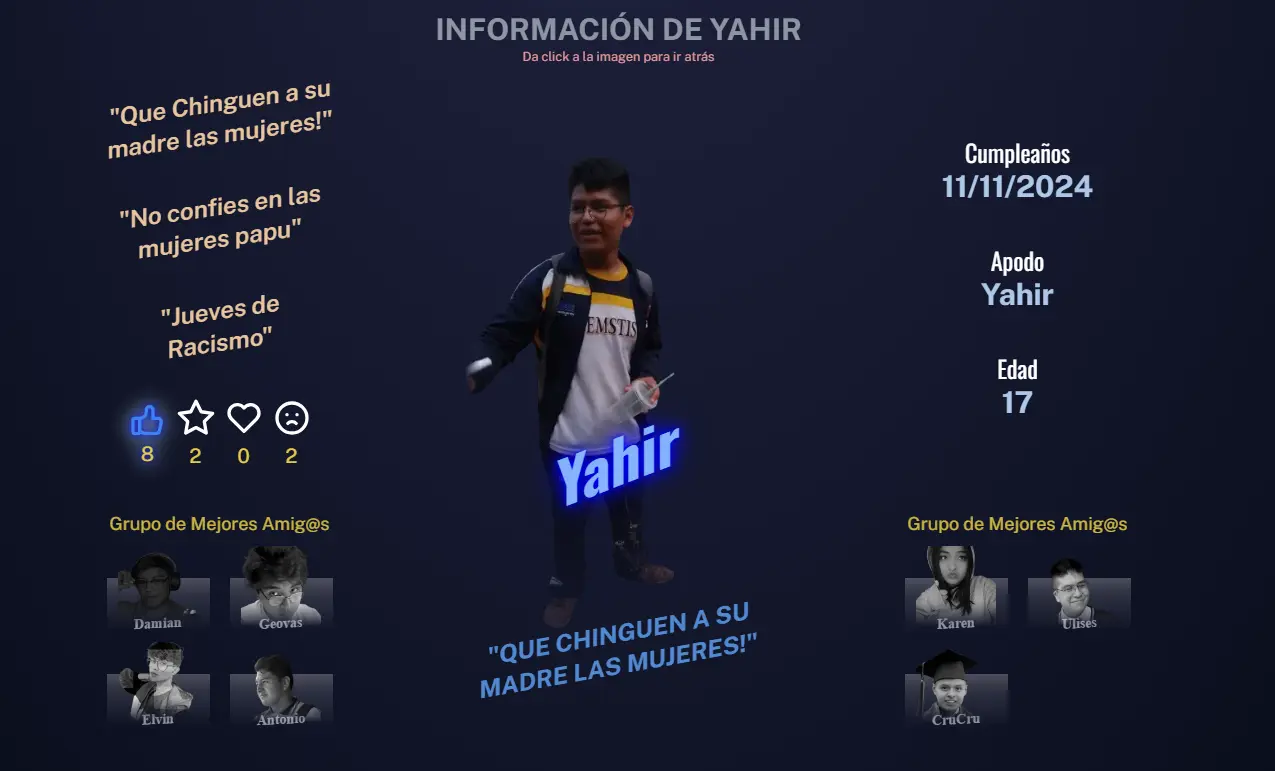 INFORMACIÓN DE YAHIR
Da click a la imagen para ir atrás
"Que Chinguen a su
madre las mujeres!"
"No confies en las
mujeres papu"
"Jueves de
Racismo"
8 2 0 2
Grupo de Mejores Amig@s
Damían Geovas
Elvin Antonio
EMSTIS
Yahir
"QUE CHINGUEN A SU
MADRE LAS MUJERES!"
Cumpleaños
11/11/2024
Apodo
Yahir
Edad
17
Grupo de Mejores Amig@s
Karen Ulises
CruCru